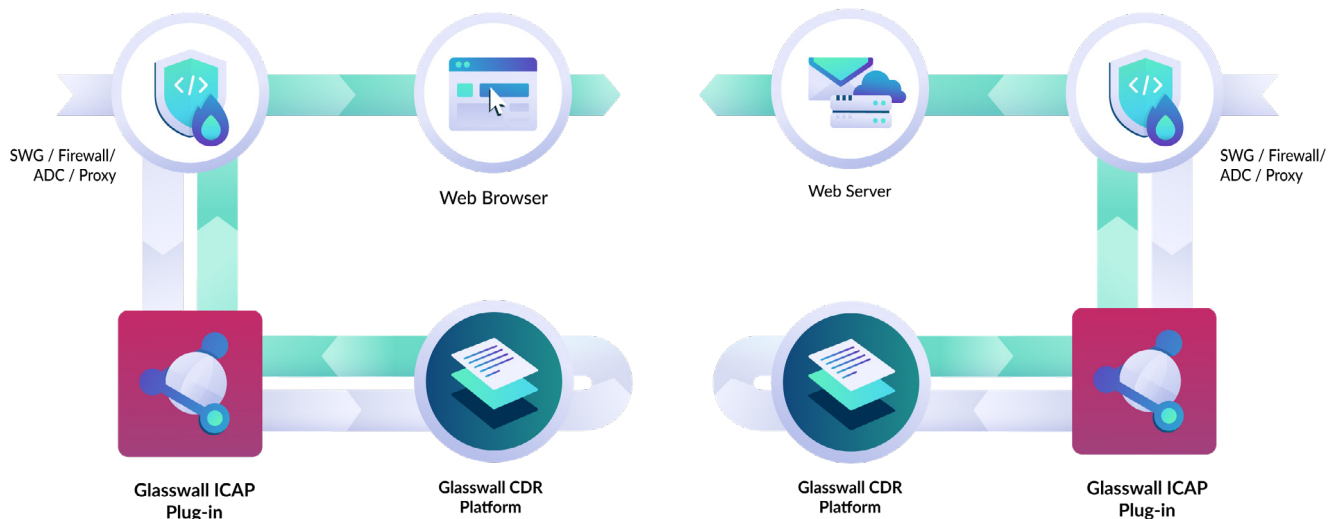 SWG / Firewall/
ADC / Proxy
Web Browser
Web Server
SWG / Firewall/
ADC / Proxy
Glasswall ICAP
Plug-in
Glasswall CDR
Platform
Glasswall CDR
Platform
Glasswall ICAP
Plug-in